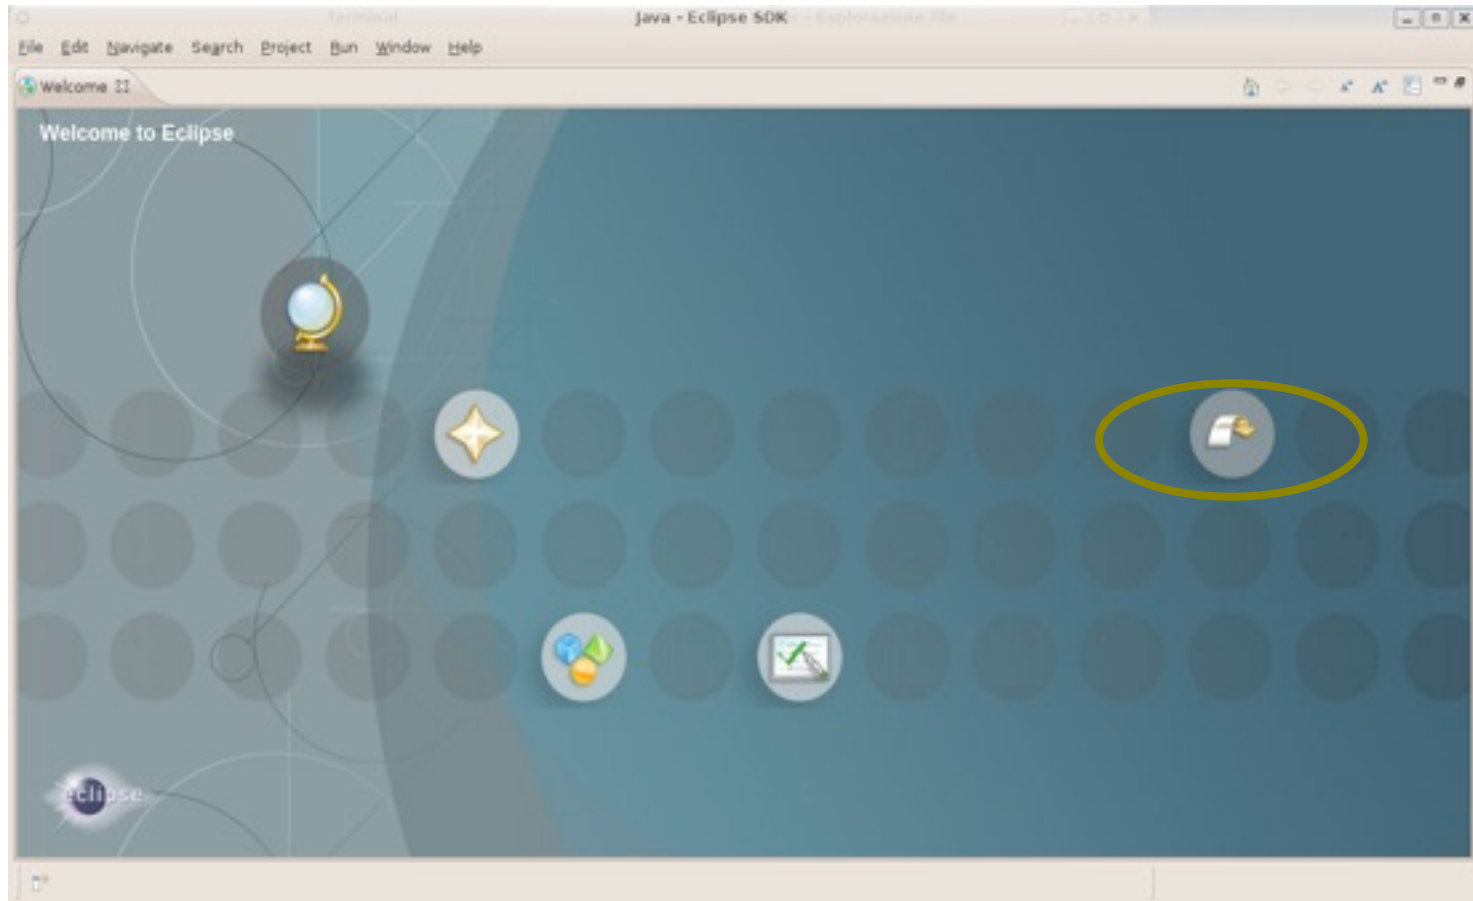 Java - Eclipse SDK
File Edit Navigate Search Project Run Window Help
Welcome
Welcome to Eclipse
eclipse